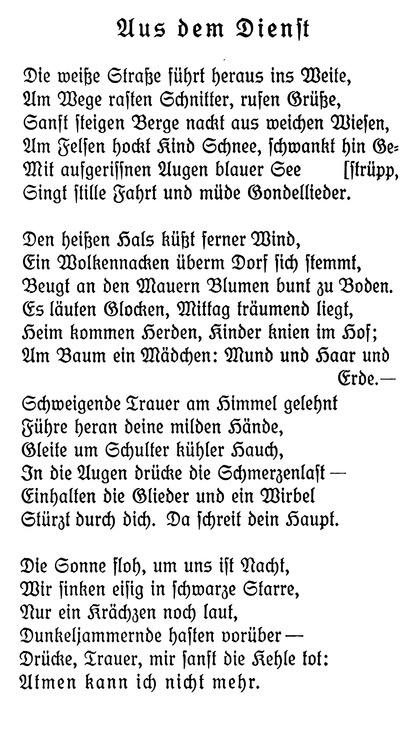 Aus dem Dienst
Die weiße Straße führt heraus ins Weite,
Am Wege rasten Schnitter, rufen Grüße,
Sanft steigen Berge nackt aus weichen Wiesen,
Am Felsen hockt Kind Schnee, schwankt hin Ge-
Mit aufgerissnen Augen blauer See [strüpp,
Singt stille Fahrt und müde Gondellieder.
Den heißen Hals küßt ferner Wind,
Ein Wolkennacken überm Dorf sich stemmt,
Beugt an den Mauern Blumen bunt zu Boden.
Es läuten Glocken, Mittag träumend liegt,
Heim kommen Herden, Kinder knien im Hof;
Am Baum ein Mädchen: Mund und Haar und
Erde.—
Schweigende Trauer am Himmel gelehnt
Führe heran deine milden Hände,
Gleite um Schulter kühler Hauch,
In die Augen drücke die Schmerzenlast —
Einhalten die Glieder und ein Wirbel
Stürzt durch dich. Da schreit dein Haupt.
Die Sonne floh, um uns ist Nacht,
Wir sinken eisig in schwarze Starre,
Nur ein Krächzen noch laut,
Dunkeljammernde hasten vorüber —
Drücke, Trauer, mir sanft die Kehle tot:
Atmen kann ich nicht mehr.